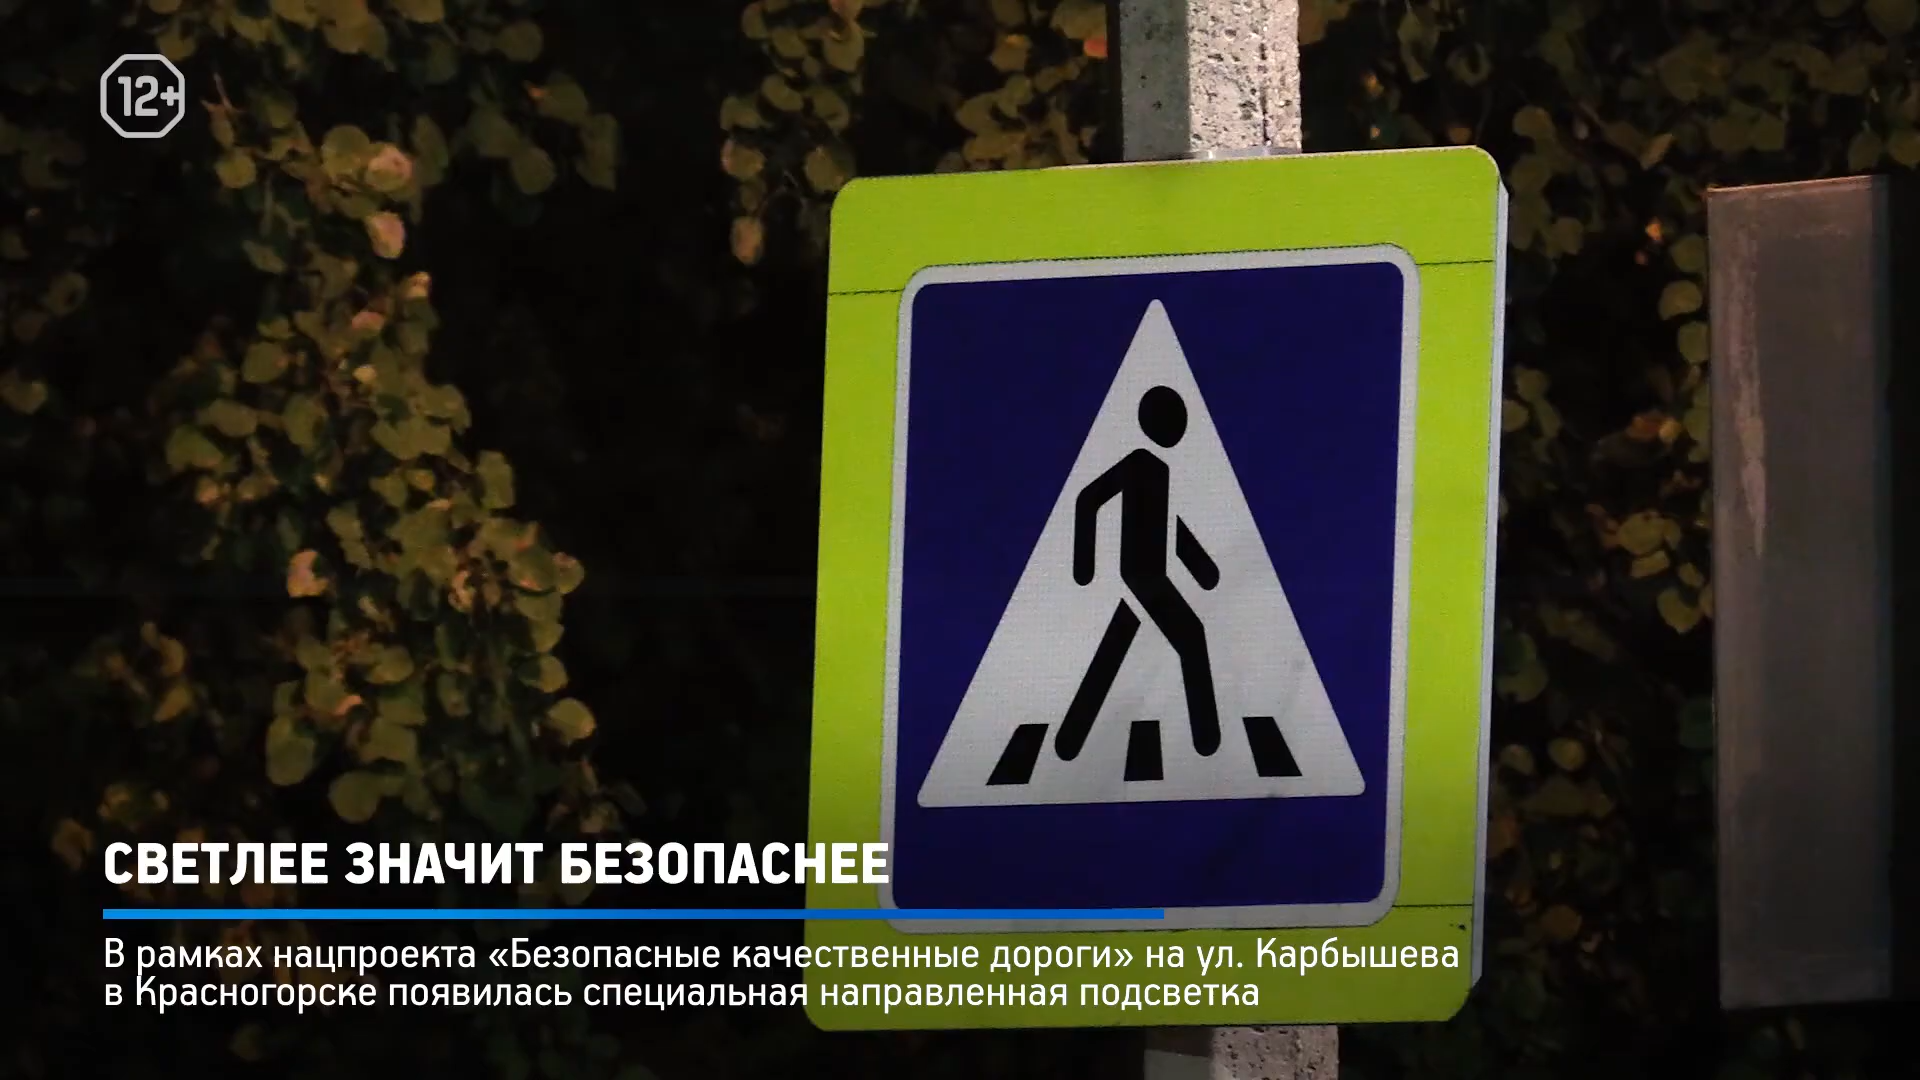 12+
СВЕТЛЕЕ ЗНАЧИТ БЕЗОПАСНЕЕ
В рамках нацпроекта «Безопасные качественные дороги» на ул. Карбышева
в Красногорске появилась специальная направленная подсветка